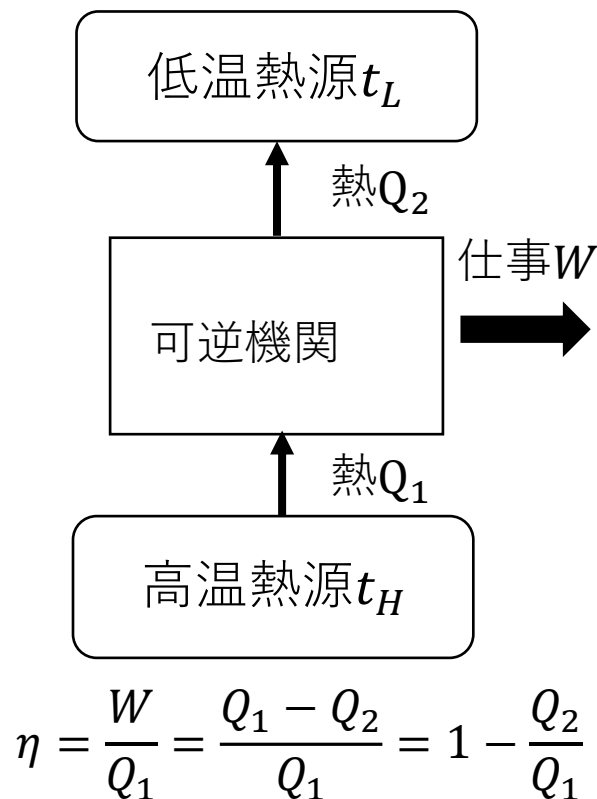 低温熱源t_L
熱Q_2
仕事W
可逆機関
熱Q_1
高温熱源t_H
η = W/Q_1 = (Q_1 − Q_2)/Q_1 = 1 − Q_2/Q_1